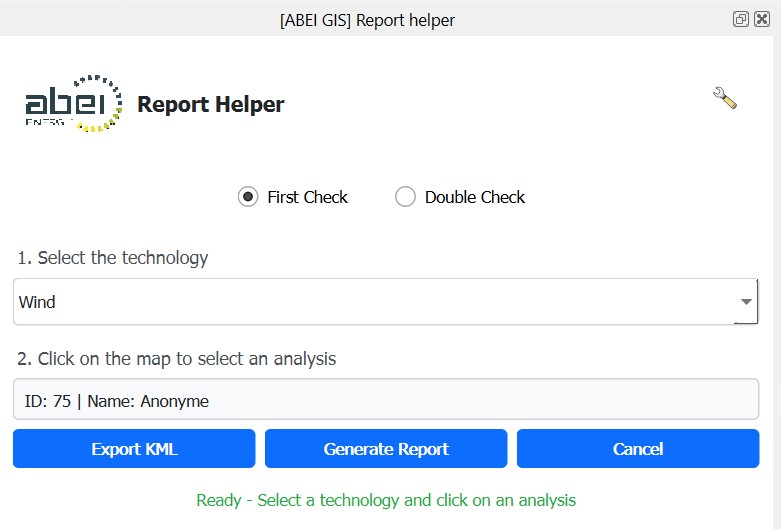 [ABEI GIS] Report helper
abei
ENERGY
Report Helper
First Check
Double Check
1. Select the technology
Wind
2. Click on the map to select an analysis
ID: 75 | Name: Anonyme
Export KML
Generate Report
Cancel
Ready - Select a technology and click on an analysis